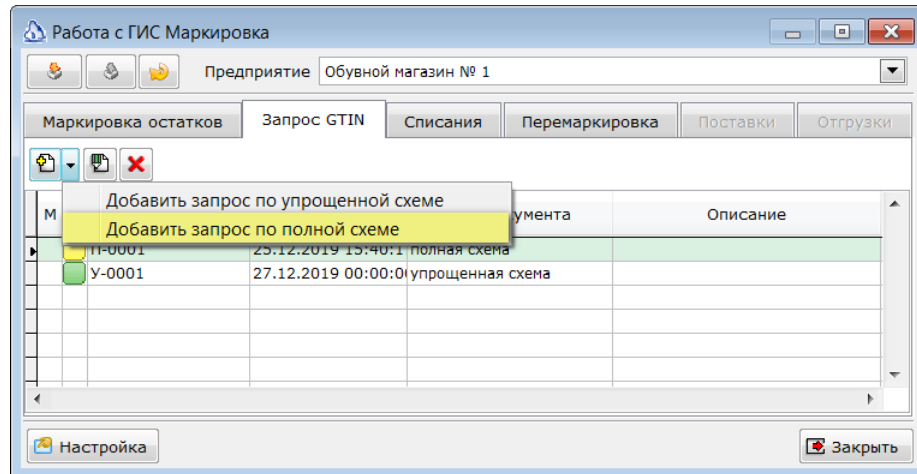 Работа с ГИС Маркировка
Предприятие Обувной магазин № 1
Маркировка остатков Запрос GTIN Списания Перемаркировка Поставки Отгрузки
Добавить запрос по упрощенной схеме
М умента Описание
Добавить запрос по полной схеме
П-0001 25.12.2019 15:40:1 полная схема
У-0001 27.12.2019 00:00:0 упрощенная схема
Настройка Закрыть